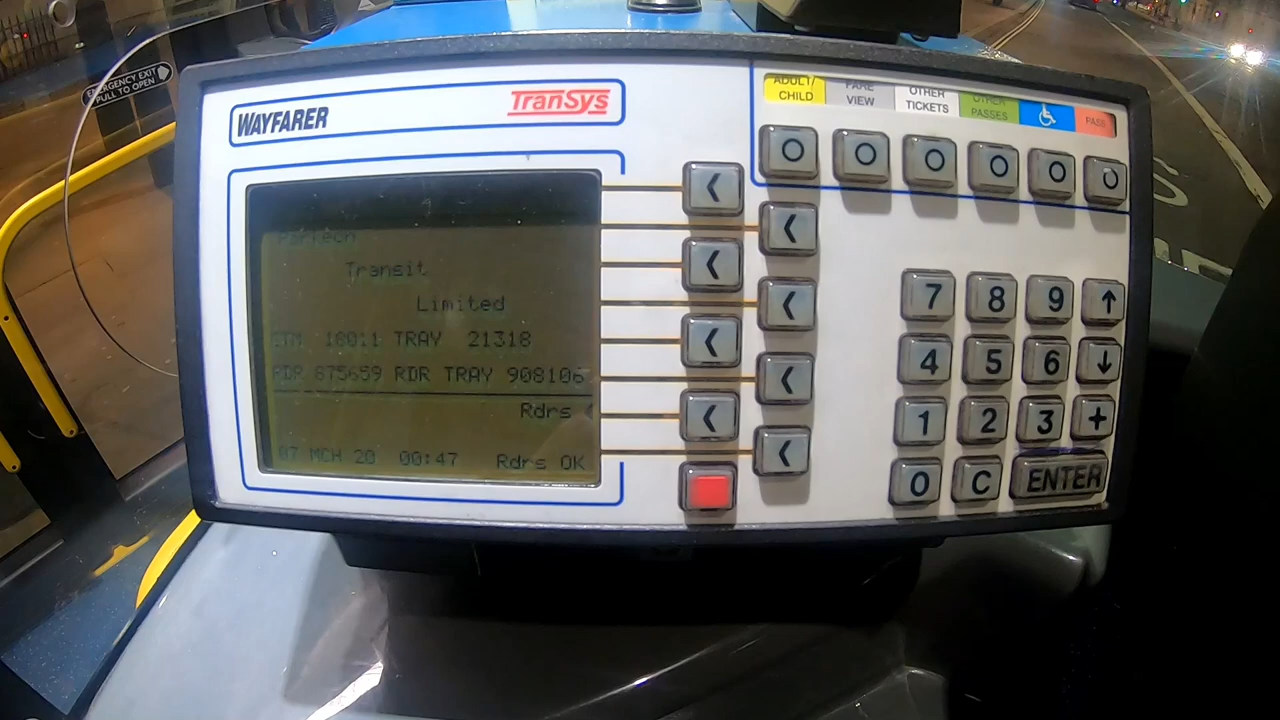 EMERGENCY EXIT
PULL TO OPEN
WAYFARER
TranSys
ADULT/
CHILD
FARE
VIEW
OTHER
TICKETS
OTHER
PASSES
PASS
Parkeon
Transit
Limited
ETM 18011 TRAY 21318
RDR 875659 RDR TRAY 908106
Rdrs
07 MCH 20 00:47 Rdrs OK
7 8 9 ↑
4 5 6 ↓
1 2 3 +
0 C ENTER